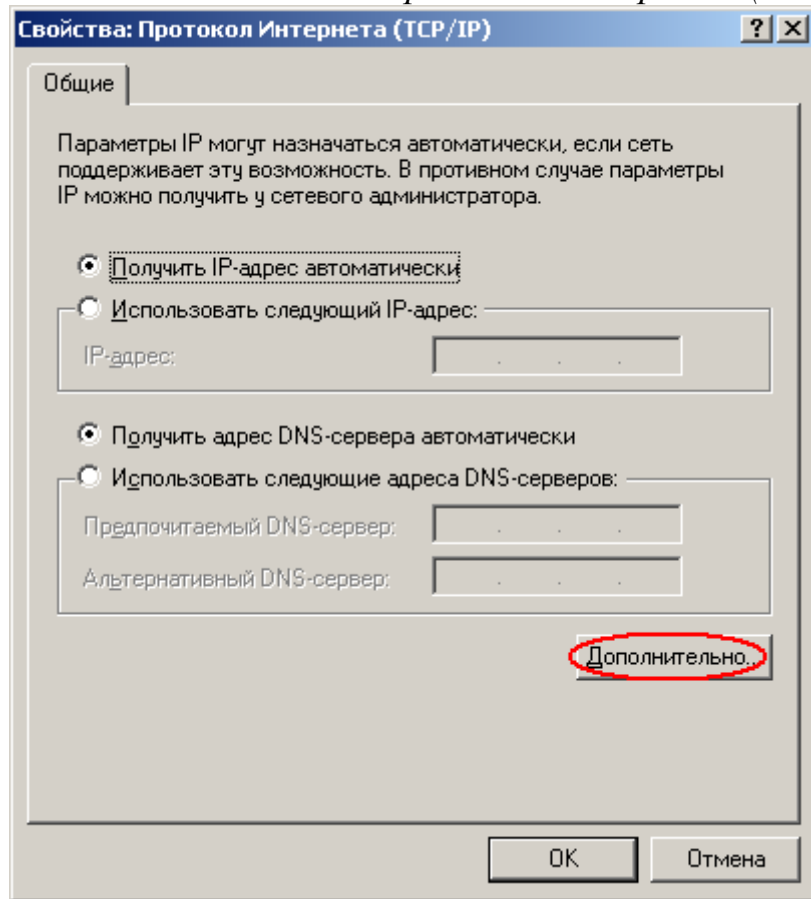 Свойства: Протокол Интернета (TCP/IP)
Общие
Параметры IP могут назначаться автоматически, если сеть
поддерживает эту возможность. В противном случае параметры
IP можно получить у сетевого администратора.
Получить IP-адрес автоматически
Использовать следующий IP-адрес:
IP-адрес:
Получить адрес DNS-сервера автоматически
Использовать следующие адреса DNS-серверов:
Предпочитаемый DNS-сервер:
Альтернативный DNS-сервер:
Дополнительно...
OK Отмена